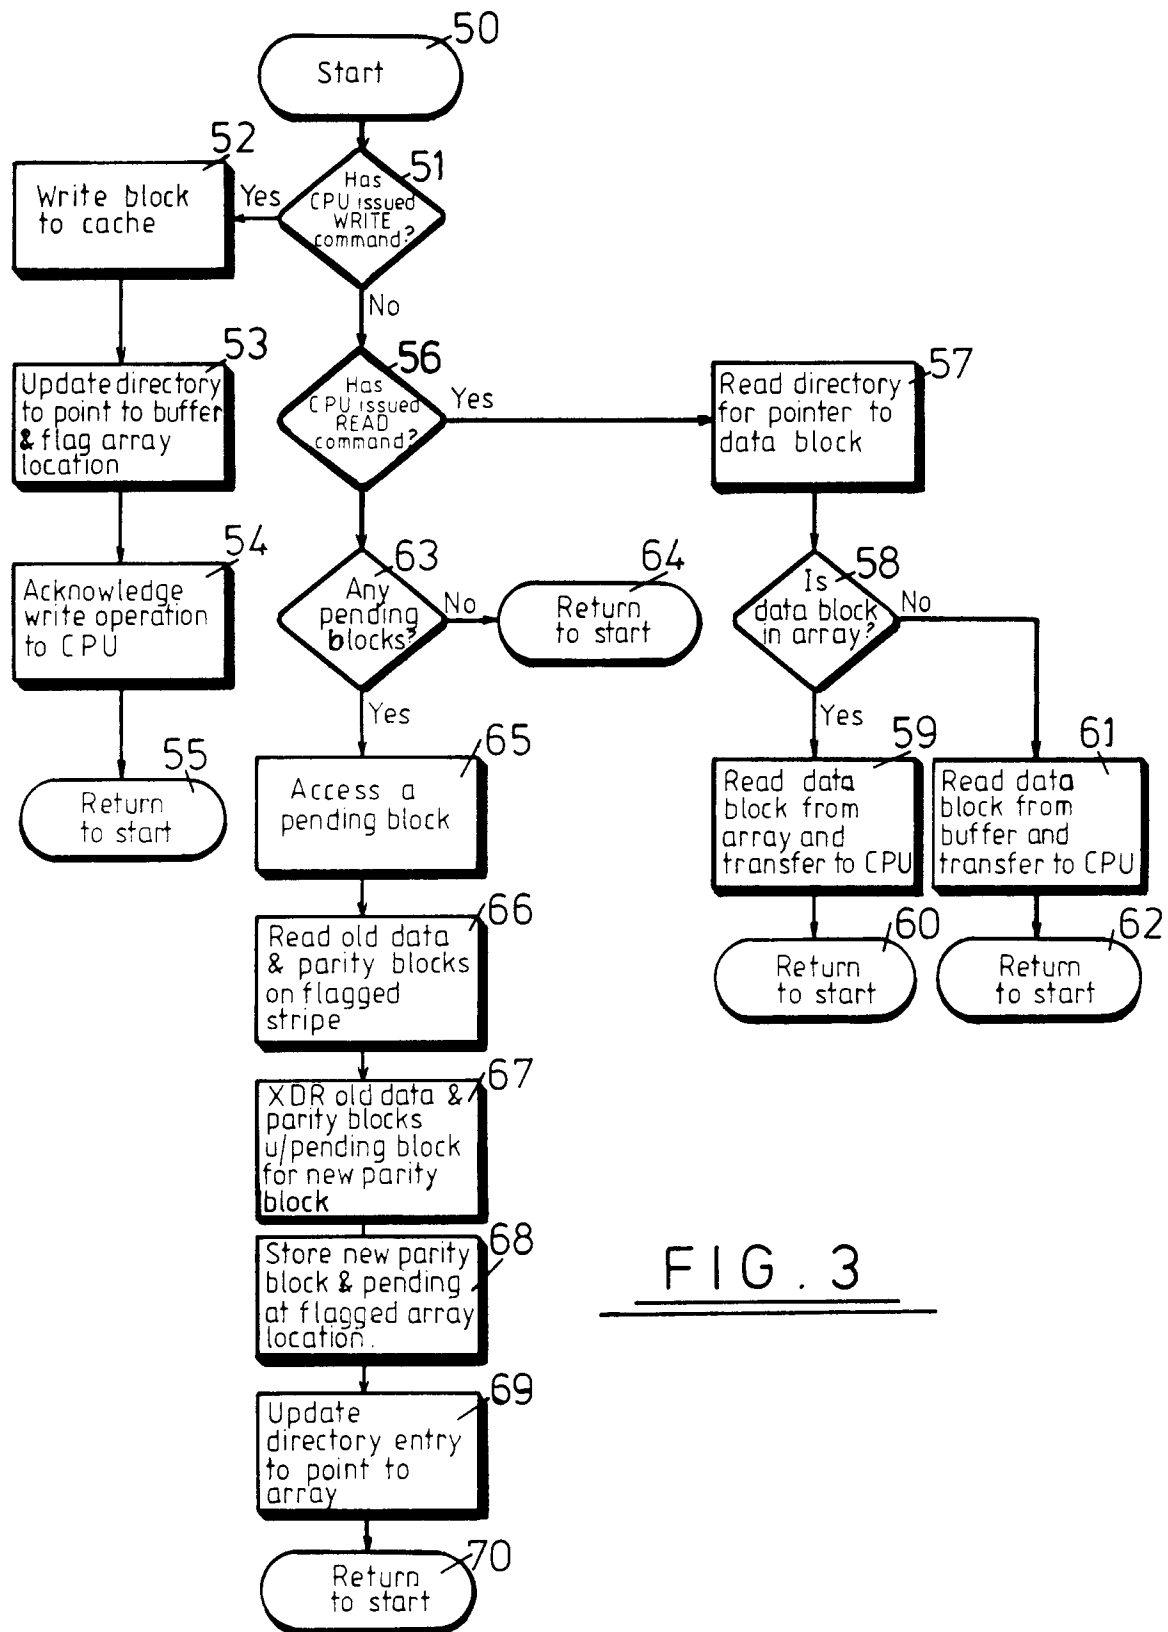 50
Start
52
Write block
to cache
Yes
51
Has
CPU issued
WRITE
command?
No
53
Update directory
to point to buffer
& flag array
location
56
Has
CPU issued
READ
command?
Yes
57
Read directory
for pointer to
data block
54
Acknowledge
write operation
to CPU
63
Any
pending
blocks?
No
64
Return
to start
58
Is
data block
in array?
No
Yes
Yes
55
Return
to start
65
Access a
pending block
59
Read data
block from
array and
transfer to CPU
61
Read data
block from
buffer and
transfer to CPU
66
Read old data
& parity blocks
on flagged
stripe
60
Return
to start
62
Return
to start
67
XDR old data &
parity blocks
u/pending block
for new parity
block
68
Store new parity
block & pending
at flagged array
location.
FIG. 3
69
Update
directory entry
to point to
array
70
Return
to start